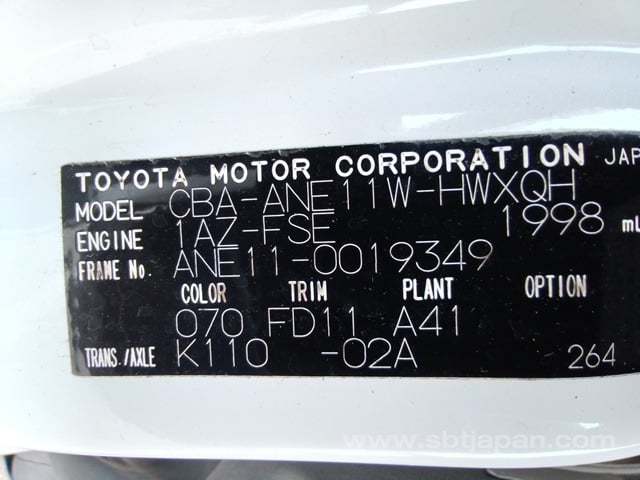 TOYOTA MOTOR CORPORATION JAP
MODEL CBA-ANE11W-HWXQH
ENGINE 1AZ-FSE 1998 mL
FRAME No. ANE11-0019349
COLOR TRIM PLANT OPTION
070 FD11 A41
TRANS./AXLE K110 -02A 264
www.sbtjapan.com